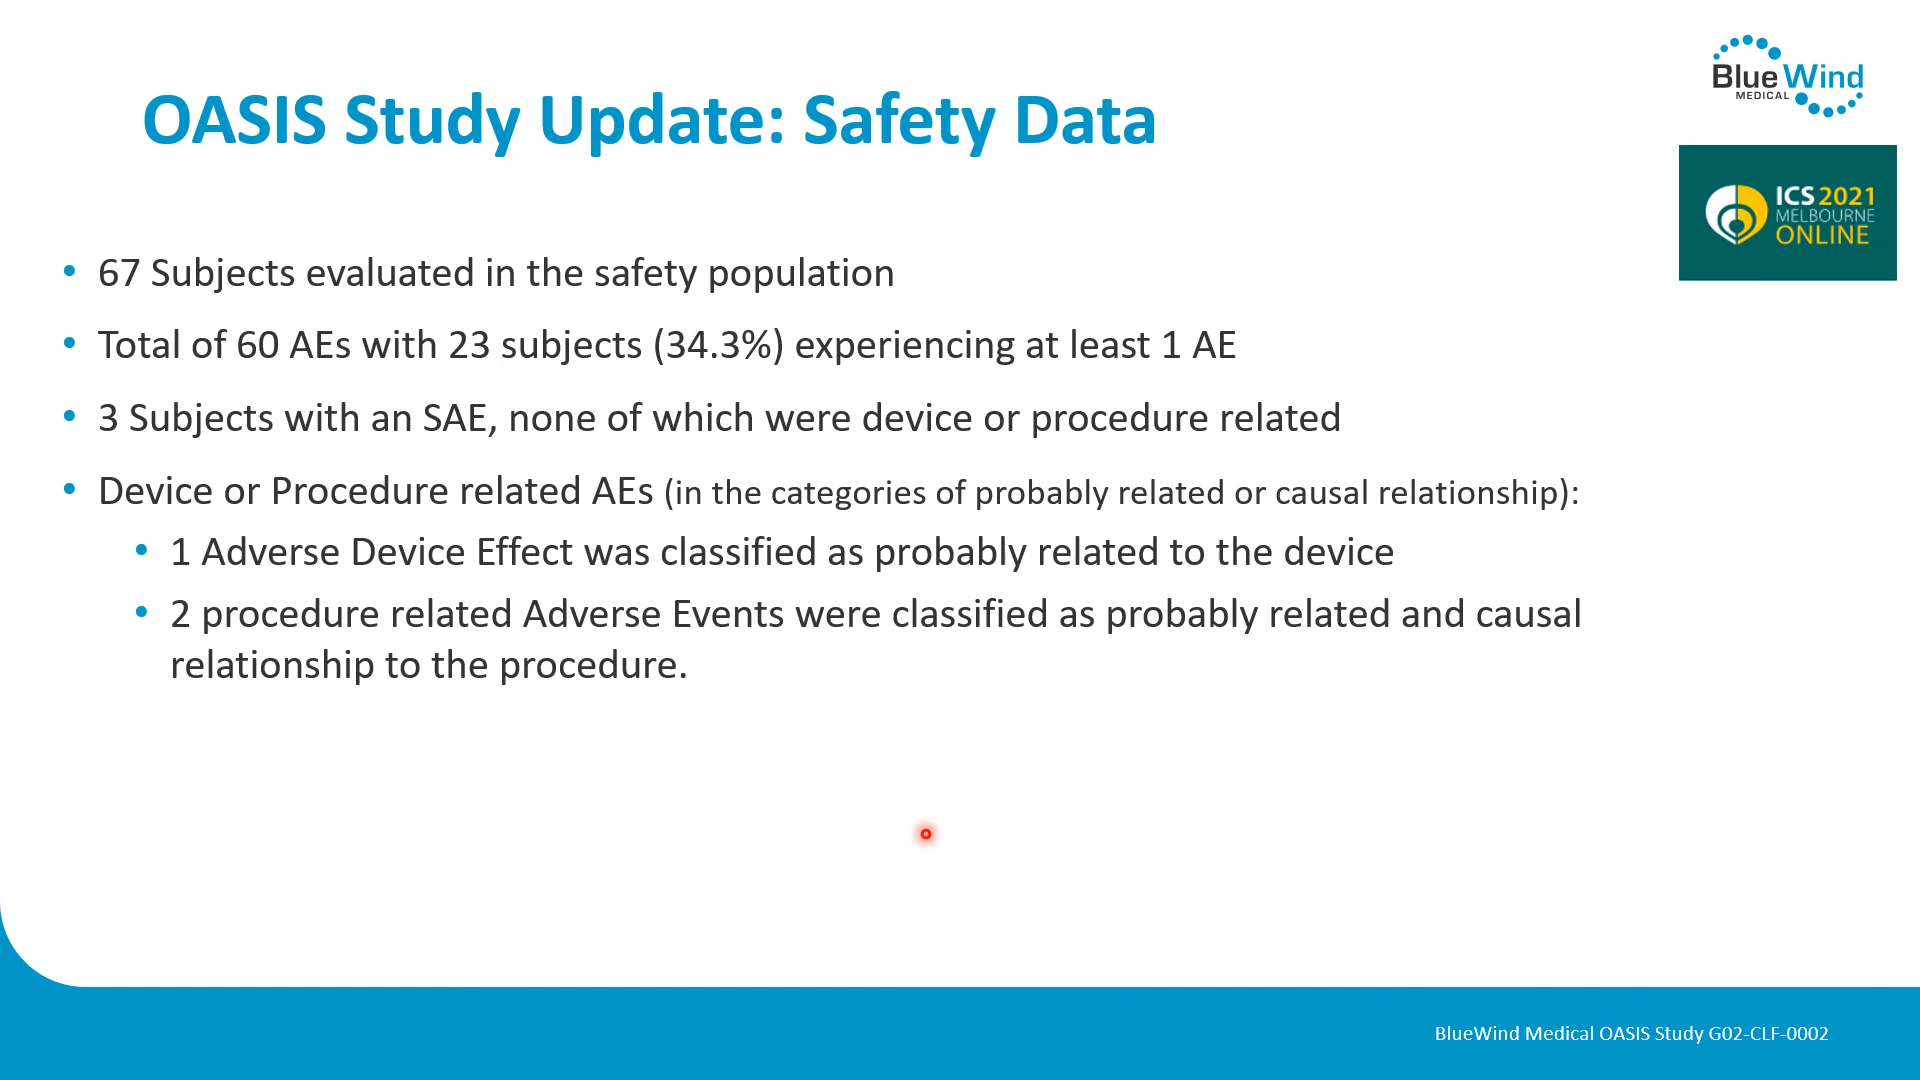 BlueWind
MEDICAL
OASIS Study Update: Safety Data
ICS 2021
MELBOURNE
ONLINE
• 67 Subjects evaluated in the safety population
• Total of 60 AEs with 23 subjects (34.3%) experiencing at least 1 AE
• 3 Subjects with an SAE, none of which were device or procedure related
• Device or Procedure related AEs (in the categories of probably related or causal relationship):
• 1 Adverse Device Effect was classified as probably related to the device
• 2 procedure related Adverse Events were classified as probably related and causal
relationship to the procedure.
BlueWind Medical OASIS Study G02-CLF-0002